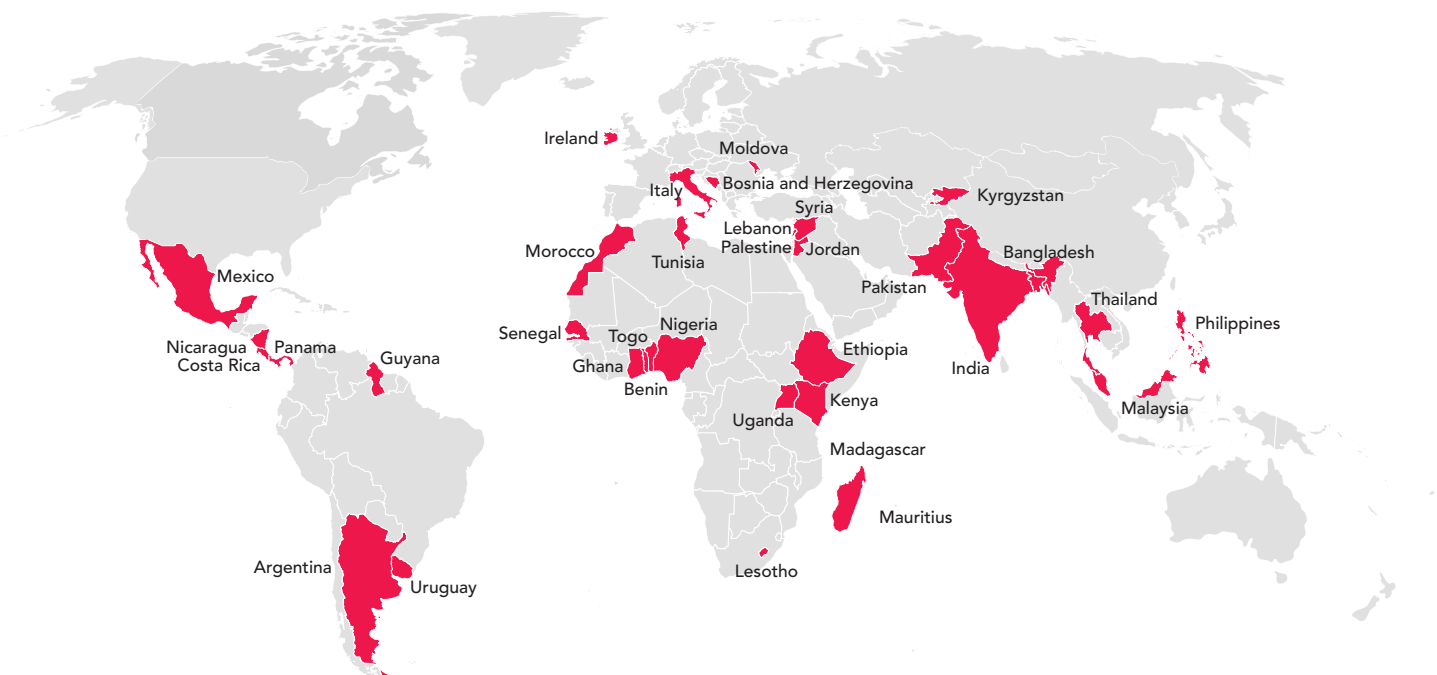 Ireland
Moldova
Italy
Bosnia and Herzegovina
Kyrgyzstan
Syria
Lebanon
Palestine
Jordan
Morocco
Tunisia
Bangladesh
Mexico
Pakistan
Thailand
Senegal
Togo
Nigeria
Philippines
Nicaragua
Costa Rica
Panama
Guyana
Ghana
Benin
Ethiopia
India
Kenya
Uganda
Malaysia
Madagascar
Mauritius
Argentina
Lesotho
Uruguay